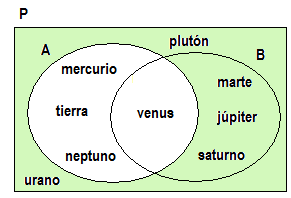 P
plutón
A
B
mercurio
marte
tierra
venus
júpiter
neptuno
saturno
urano